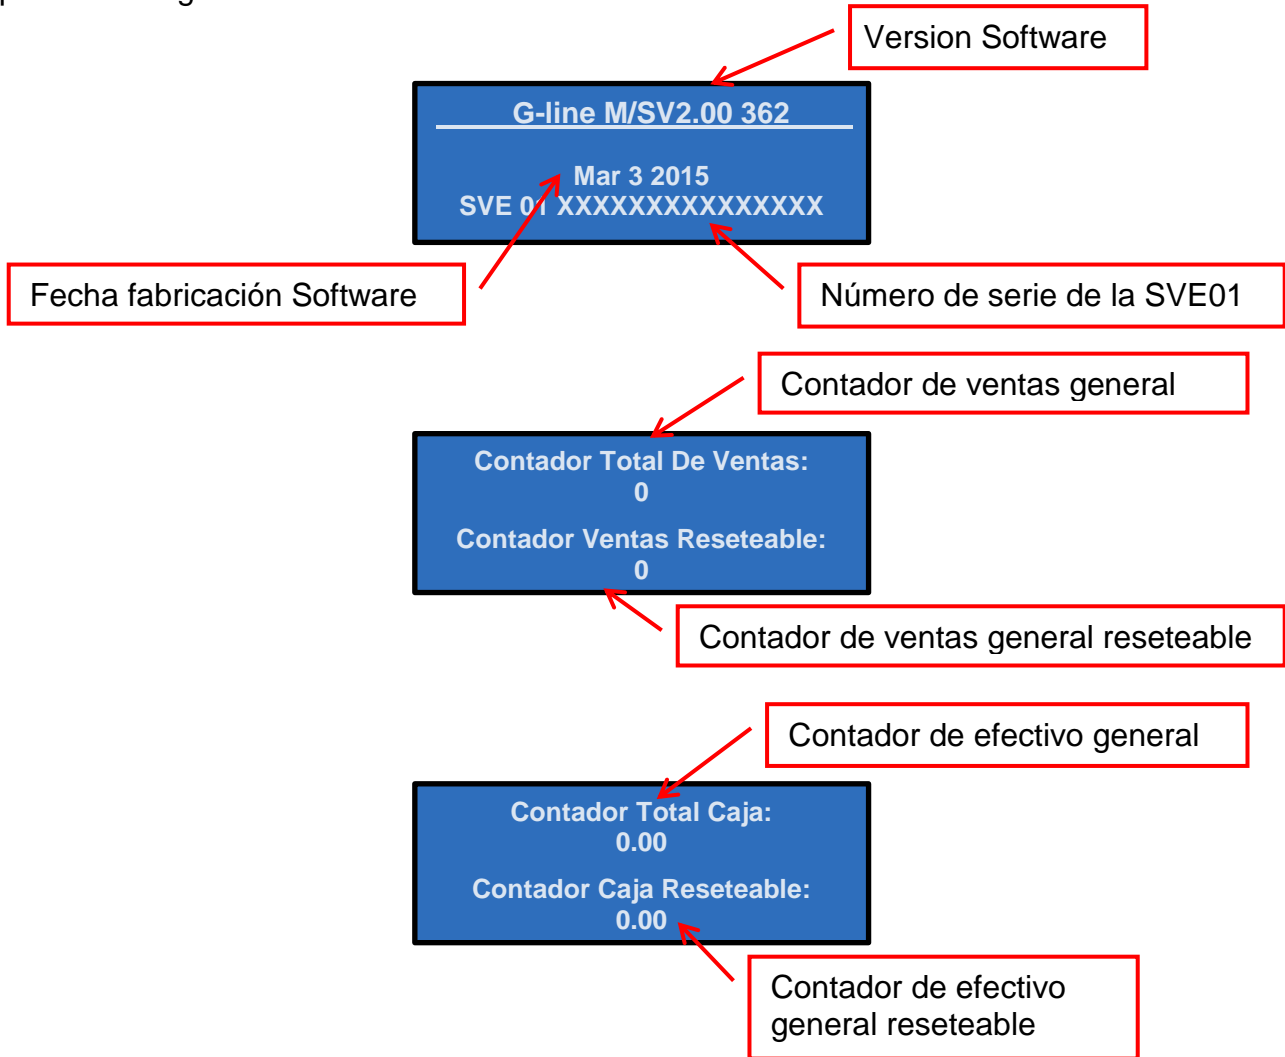 Version Software
G-line M/SV2.00 362
Mar 3 2015
SVE 01 XXXXXXXXXXXXXXX
Fecha fabricación Software
Número de serie de la SVE01
Contador de ventas general
Contador Total De Ventas:
0
Contador Ventas Reseteable:
0
Contador de ventas general reseteable
Contador de efectivo general
Contador Total Caja:
0.00
Contador Caja Reseteable:
0.00
Contador de efectivo
general reseteable